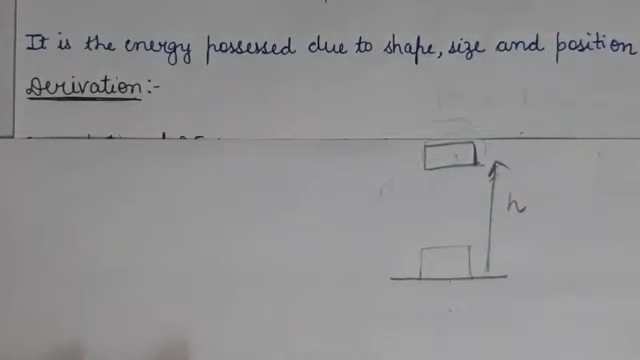 It is the energy possessed due to shape, size and position
Derivation:-
h